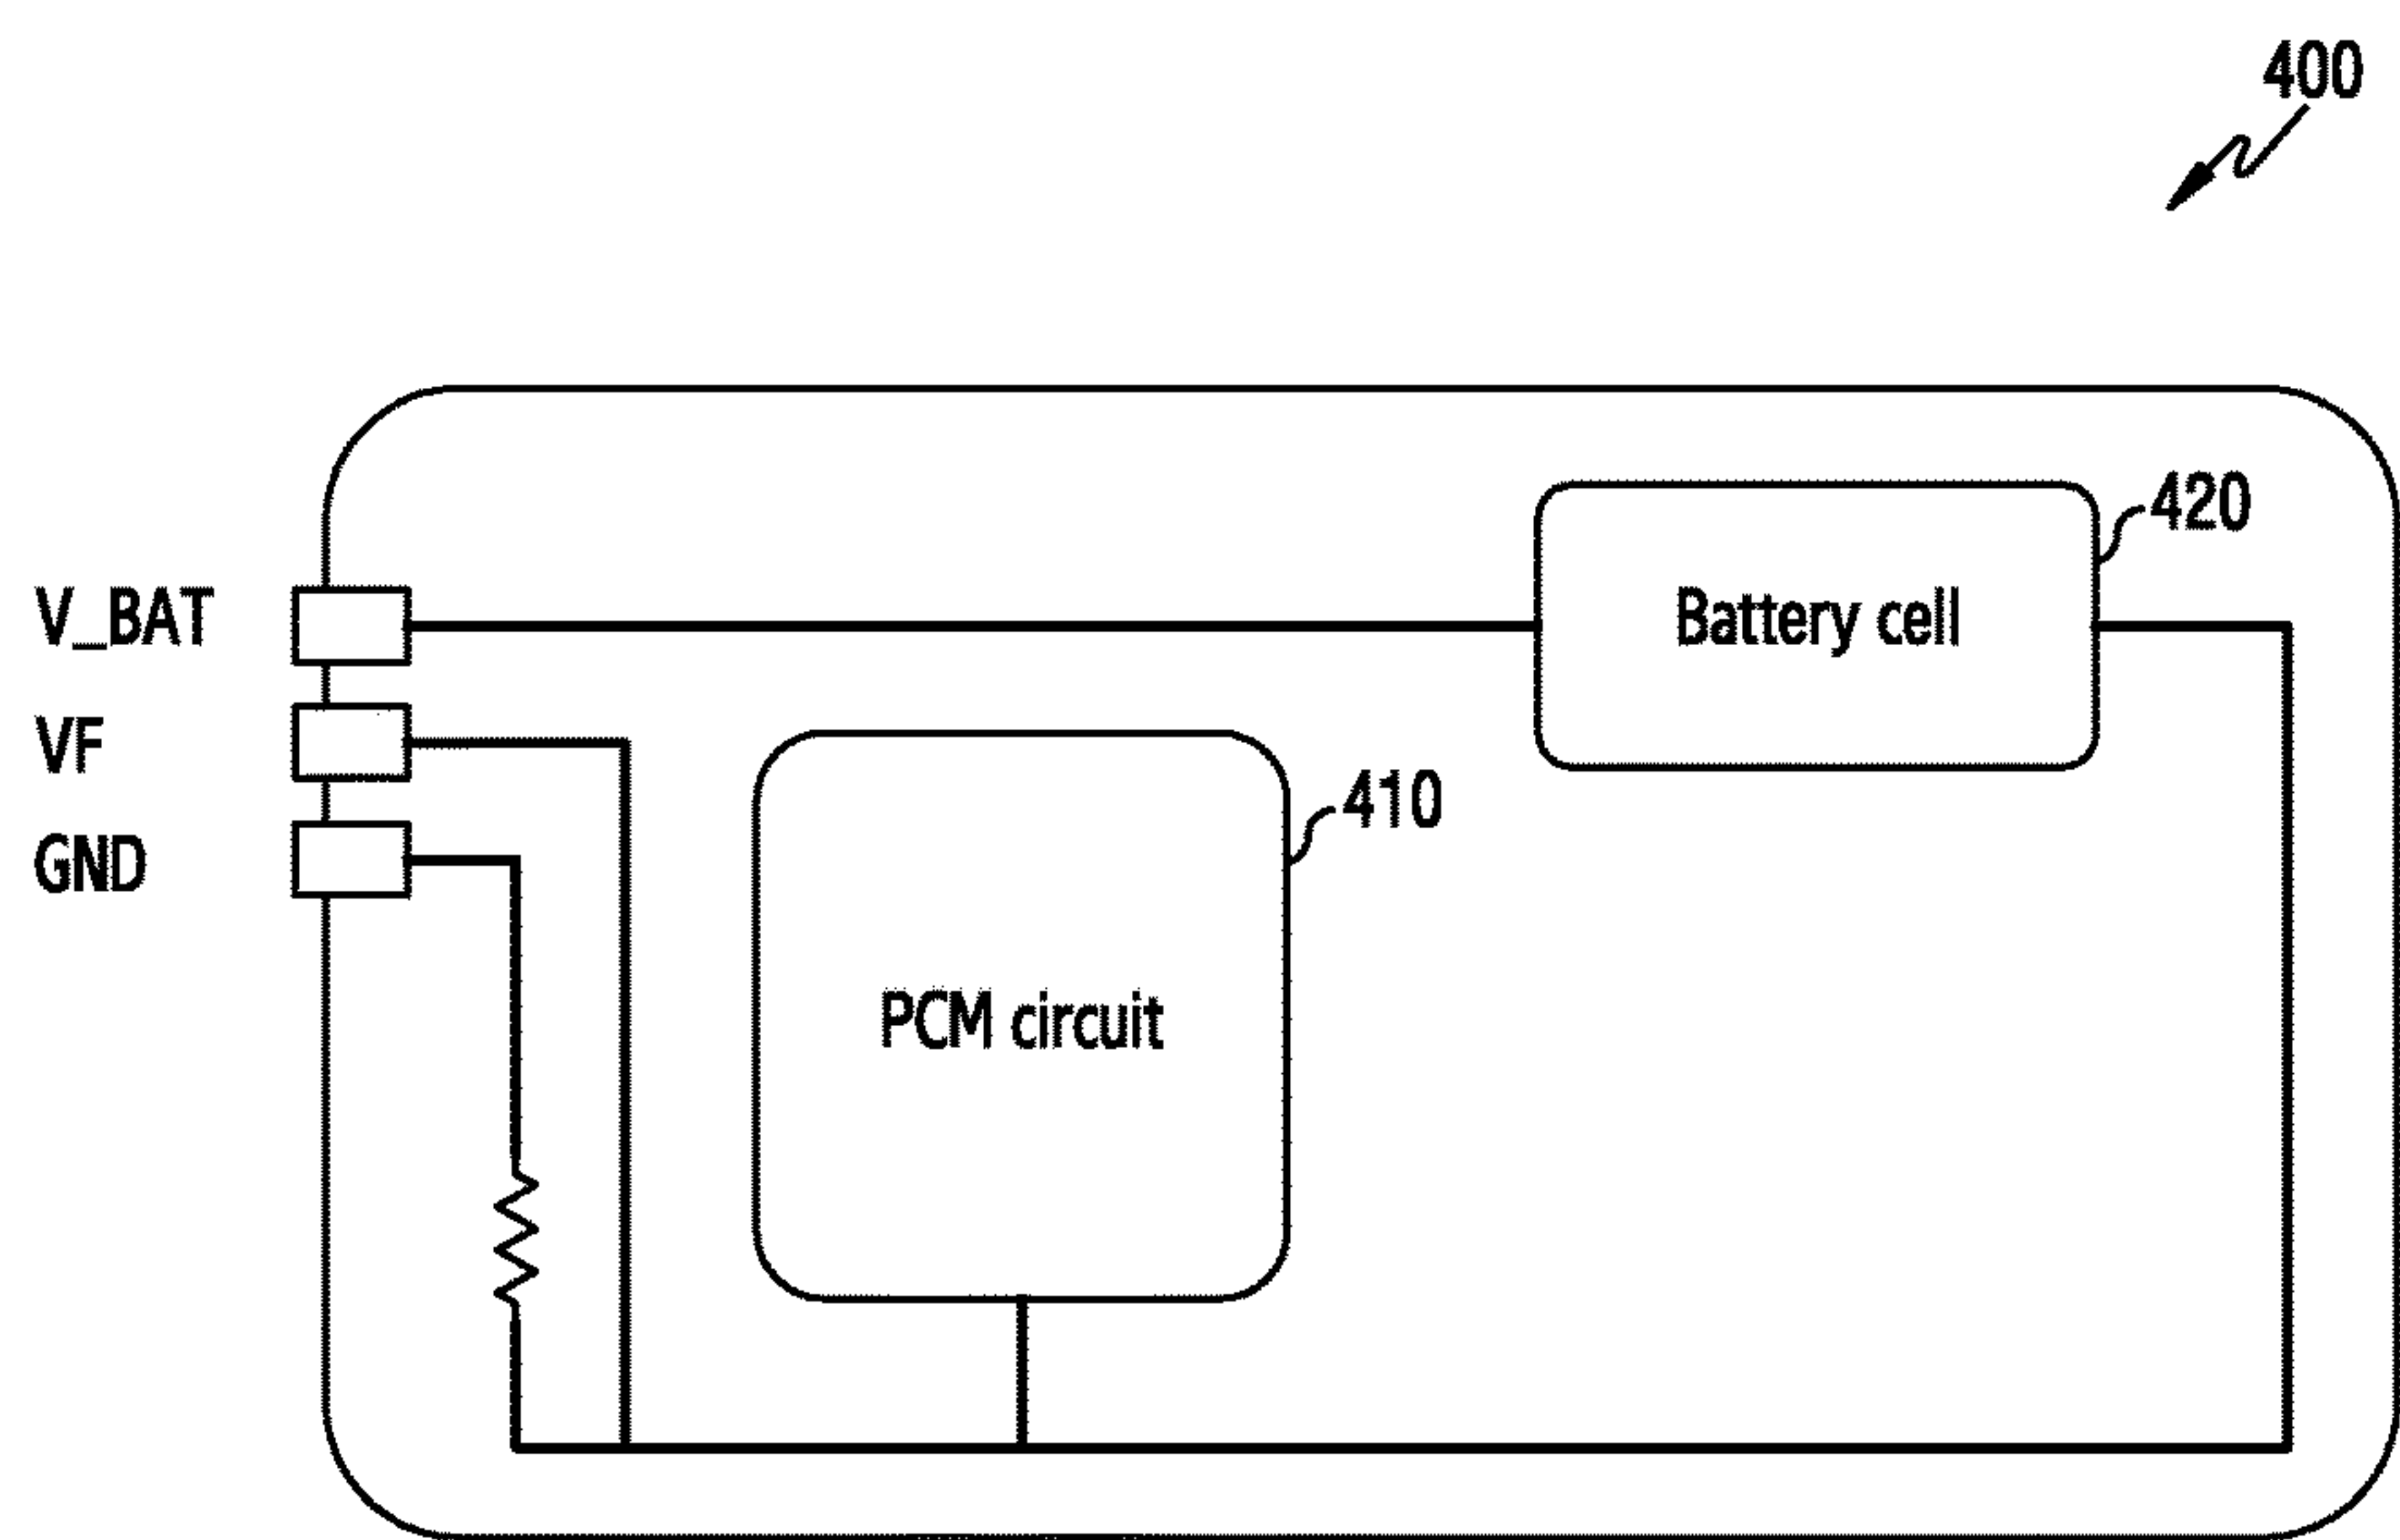 400
420
V_BAT
Battery cell
VF
410
GND
PCM circuit